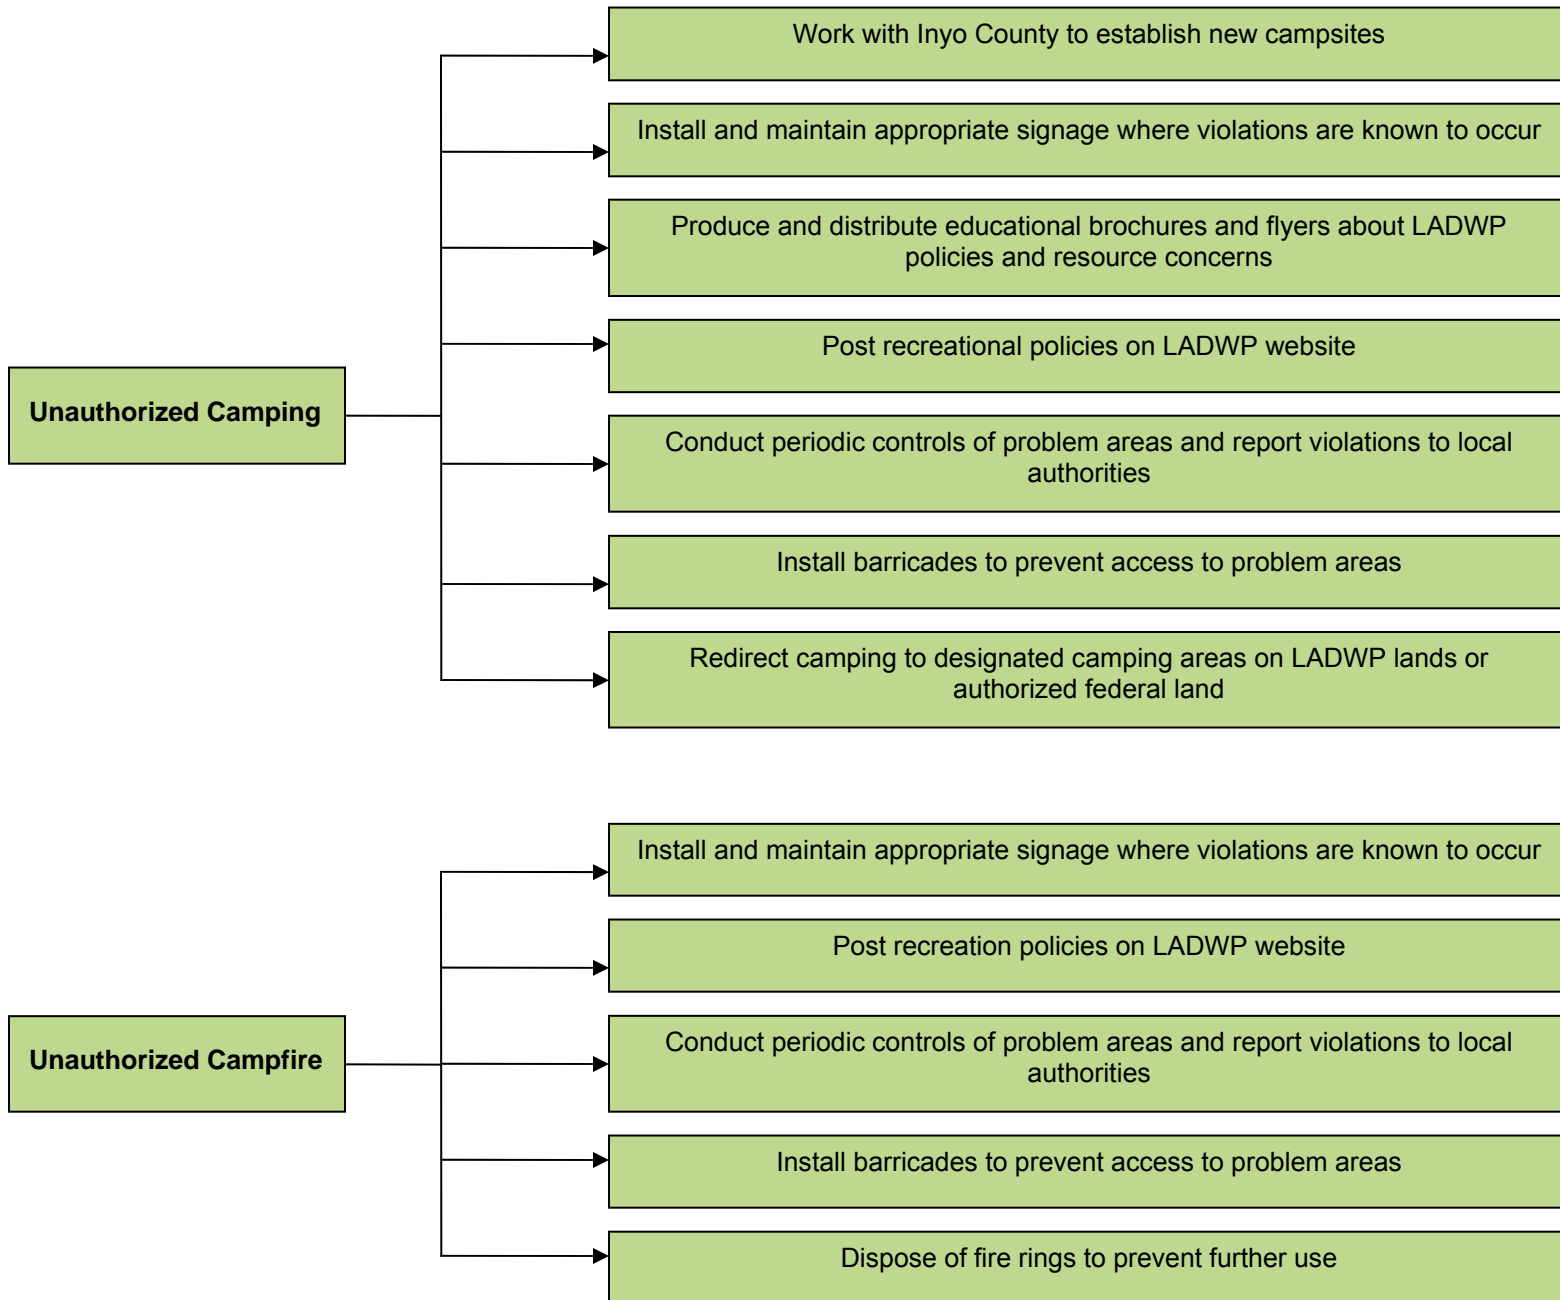 Work with Inyo County to establish new campsites
Install and maintain appropriate signage where violations are known to occur
Produce and distribute educational brochures and flyers about LADWP
policies and resource concerns
Post recreational policies on LADWP website
Unauthorized Camping
Conduct periodic controls of problem areas and report violations to local
authorities
Install barricades to prevent access to problem areas
Redirect camping to designated camping areas on LADWP lands or
authorized federal land
Install and maintain appropriate signage where violations are known to occur
Post recreation policies on LADWP website
Unauthorized Campfire
Conduct periodic controls of problem areas and report violations to local
authorities
Install barricades to prevent access to problem areas
Dispose of fire rings to prevent further use